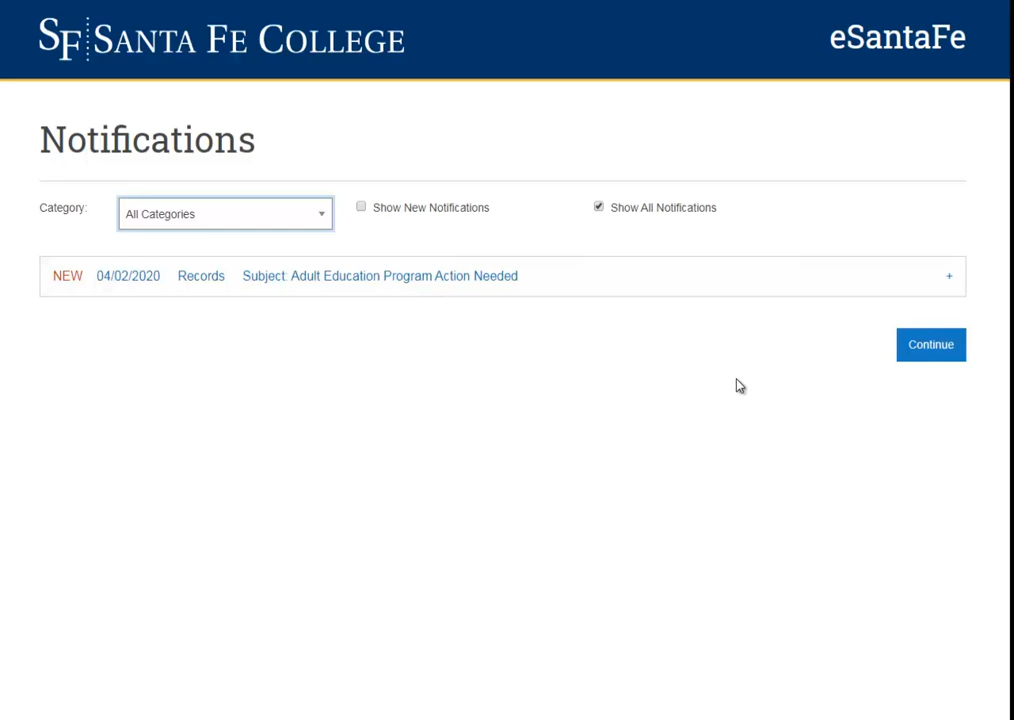 SF SANTA FE COLLEGE
eSantaFe
Notifications
Category: All Categories Show New Notifications Show All Notifications
NEW 04/02/2020 Records Subject: Adult Education Program Action Needed +
Continue